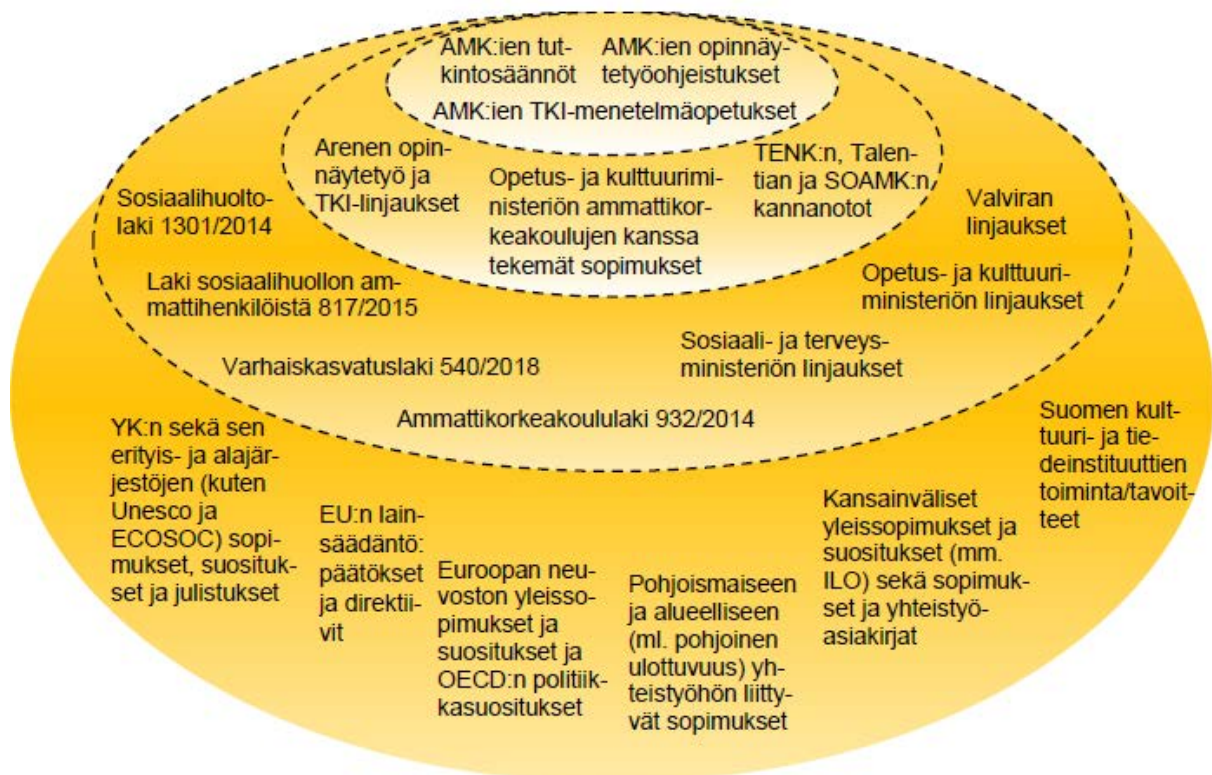 AMK:ien tut-
kintosäännöt
AMK:ien opinnäy-
tetyöohjeistukset
AMK:ien TKI-menetelmäopetukset
Arenen opin-
näytetyö ja
TKI-linjaukset
Opetus- ja kulttuurimi-
nisteriön ammattikor-
keakoulujen kanssa
tekemät sopimukset
TENK:n, Talen-
tian ja SOAMK:n
kannanotot
Sosiaalihuolto-
laki 1301/2014
Laki sosiaalihuollon am-
mattihenkilöistä 817/2015
Varhaiskasvatuslaki 540/2018
Ammattikorkeakoululaki 932/2014
Sosiaali- ja terveys-
ministeriön linjaukset
Opetus- ja kulttuuri-
ministeriön linjaukset
Valviran
linjaukset
YK:n sekä sen
erityis- ja alajär-
jestöjen (kuten
Unesco ja
ECOSOC) sopi-
mukset, suosituk-
set ja julistukset
EU:n lain-
säädäntö:
päätökset
ja direktii-
vit
Euroopan neu-
voston yleisso-
pimukset ja
suositukset ja
OECD:n politiik-
kasuositukset
Pohjoismaiseen
ja alueelliseen
(ml. pohjoinen
ulottuvuus) yh-
teistyöhön liitty-
vät sopimukset
Kansainväliset
yleissopimukset ja
suositukset (mm.
ILO) sekä sopimuk-
set ja yhteistyö-
asiakirjat
Suomen kult-
tuuri- ja tie-
deinstituuttien
toiminta/tavoit-
teet